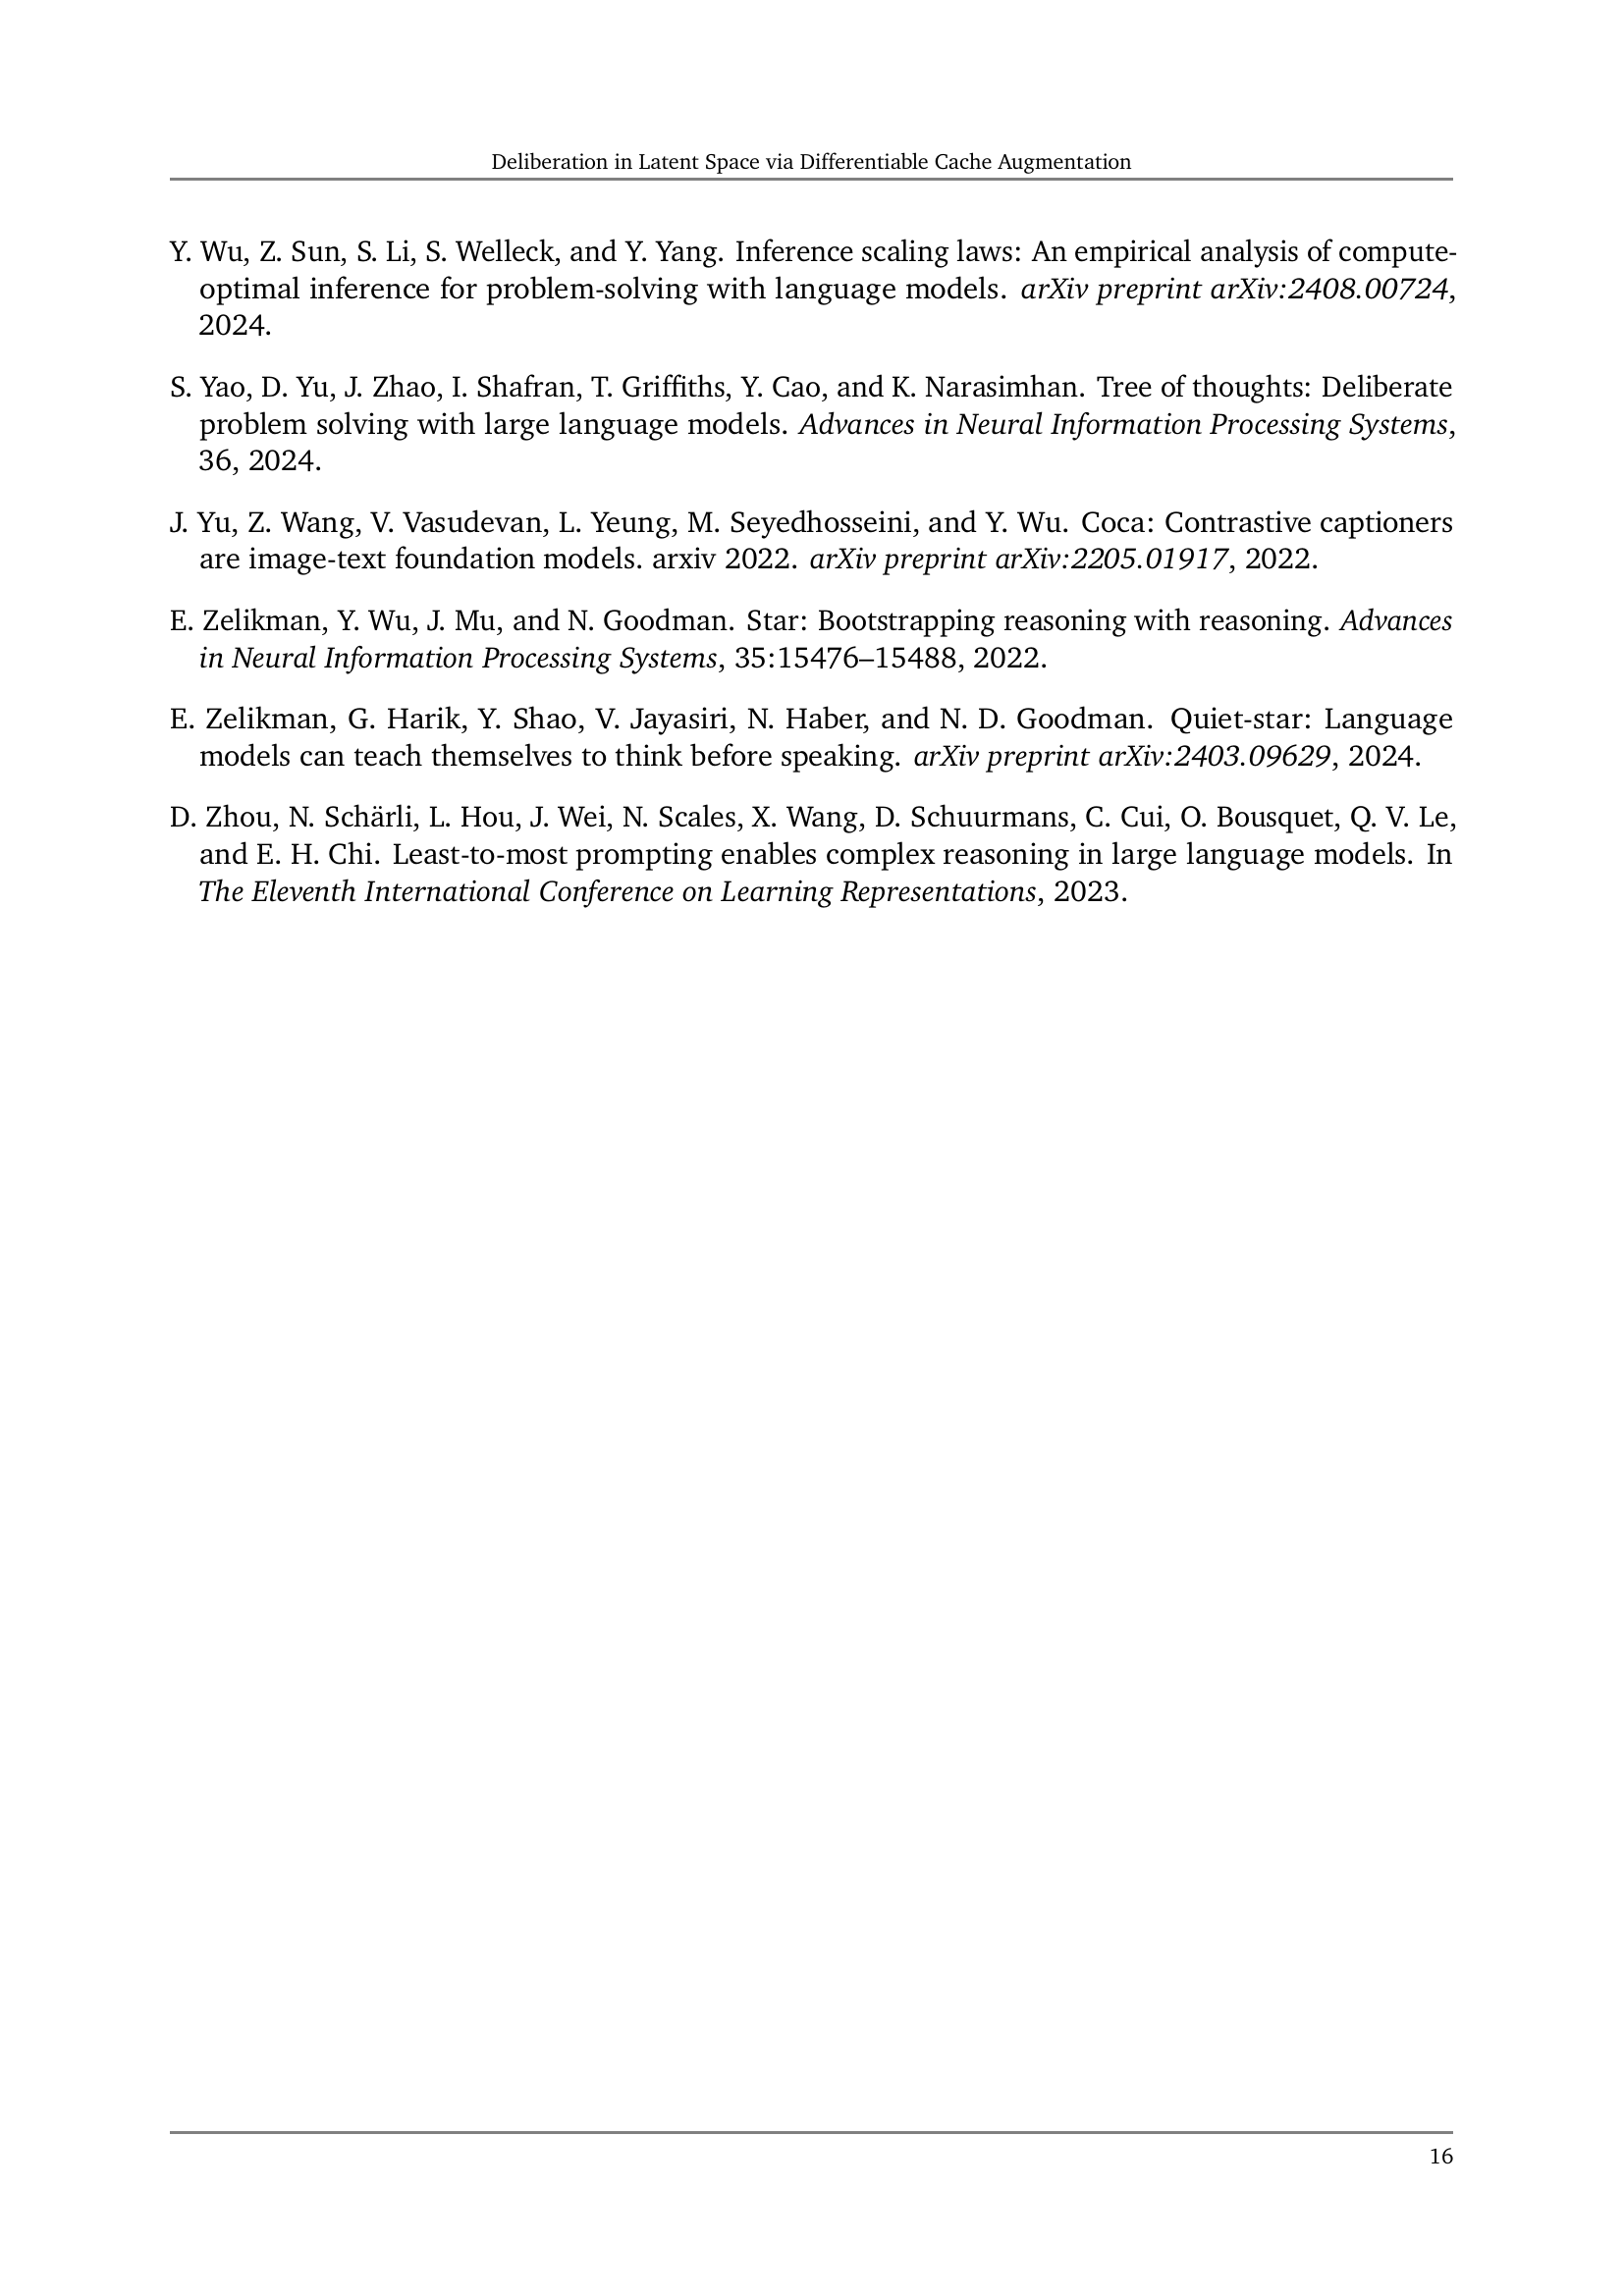 Deliberation in Latent Space via Differentiable Cache Augmentation
Y. Wu, Z. Sun, S. Li, S. Welleck, and Y. Yang. Inference scaling laws: An empirical analysis of compute-
optimal inference for problem-solving with language models. arXiv preprint arXiv:2408.00724,
2024.
S. Yao, D. Yu, J. Zhao, I. Shafran, T. Griffiths, Y. Cao, and K. Narasimhan. Tree of thoughts: Deliberate
problem solving with large language models. Advances in Neural Information Processing Systems,
36, 2024.
J. Yu, Z. Wang, V. Vasudevan, L. Yeung, M. Seyedhosseini, and Y. Wu. Coca: Contrastive captioners
are image-text foundation models. arxiv 2022. arXiv preprint arXiv:2205.01917, 2022.
E. Zelikman, Y. Wu, J. Mu, and N. Goodman. Star: Bootstrapping reasoning with reasoning. Advances
in Neural Information Processing Systems, 35:15476–15488, 2022.
E. Zelikman, G. Harik, Y. Shao, V. Jayasiri, N. Haber, and N. D. Goodman. Quiet-star: Language
models can teach themselves to think before speaking. arXiv preprint arXiv:2403.09629, 2024.
D. Zhou, N. Schärli, L. Hou, J. Wei, N. Scales, X. Wang, D. Schuurmans, C. Cui, O. Bousquet, Q. V. Le,
and E. H. Chi. Least-to-most prompting enables complex reasoning in large language models. In
The Eleventh International Conference on Learning Representations, 2023.
16